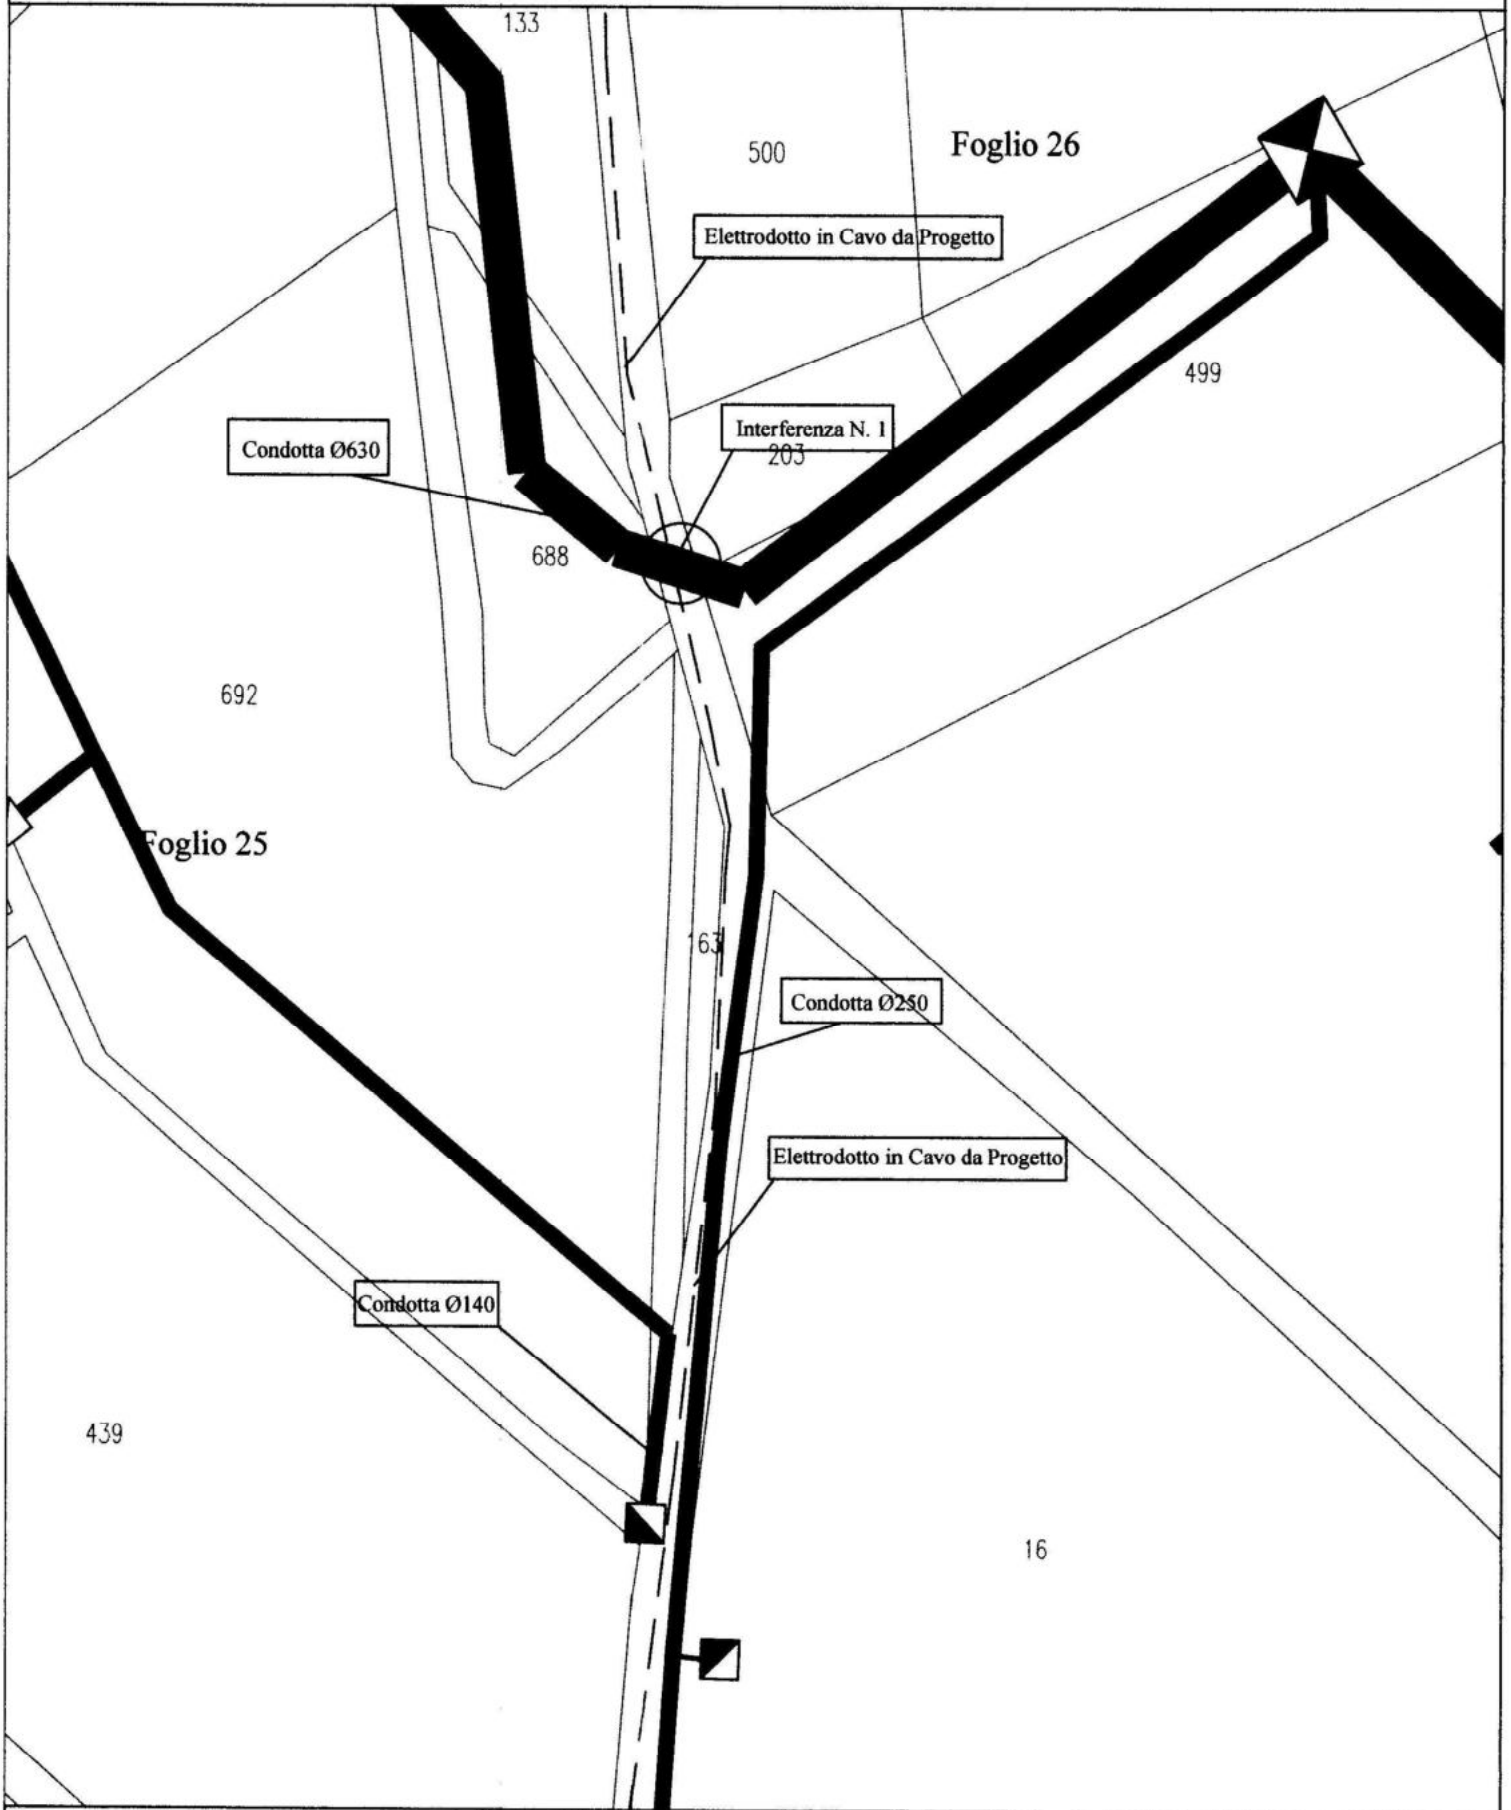 133
500
Foglio 26
Elettrodotto in Cavo da Progetto
499
Interferenza N. 1
203
Condotta Ø630
688
692
Foglio 25
163
Condotta Ø250
Elettrodotto in Cavo da Progetto
Condotta Ø140
439
16